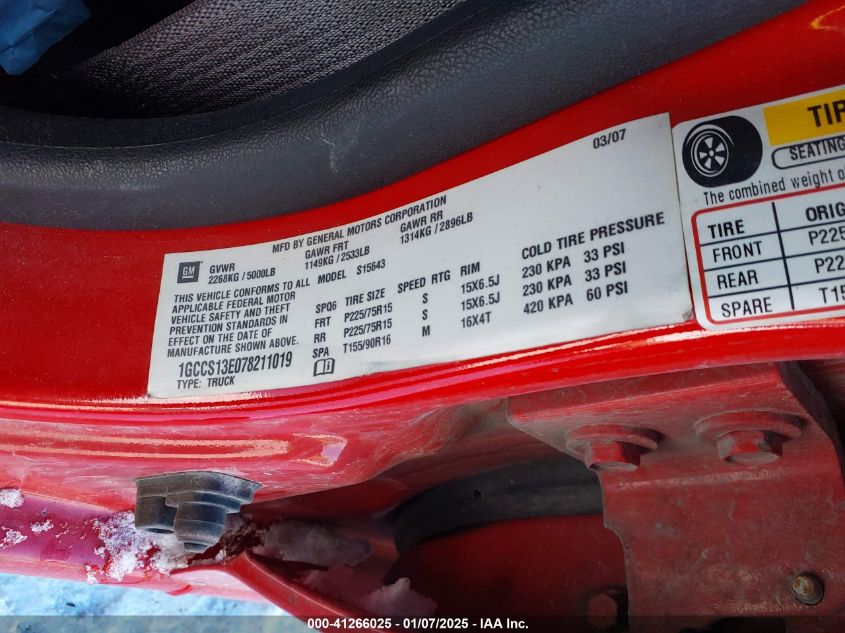 03/07
MFD BY GENERAL MOTORS CORPORATION
GM
GVWR GAWR FRT GAWR RR
2268KG / 5000LB 1149KG / 2533LB 1314KG / 2896LB
THIS VEHICLE CONFORMS TO ALL
APPLICABLE FEDERAL MOTOR
VEHICLE SAFETY AND THEFT
PREVENTION STANDARDS IN
EFFECT ON THE DATE OF
MANUFACTURE SHOWN ABOVE.
1GCCS13E078211019
TYPE: TRUCK
MODEL S15643
SPQ6 TIRE SIZE SPEED RTG RIM COLD TIRE PRESSURE
FRT P225/75R15 S 15X6.5J 230 KPA 33 PSI
RR P225/75R15 S 15X6.5J 230 KPA 33 PSI
SPA T155/90R16 M 16X4T 420 KPA 60 PSI
TIR
SEATING
The combined weight o
TIRE ORIG
FRONT P225
REAR P22
SPARE T15
000-41266025 - 01/07/2025 - IAA Inc.